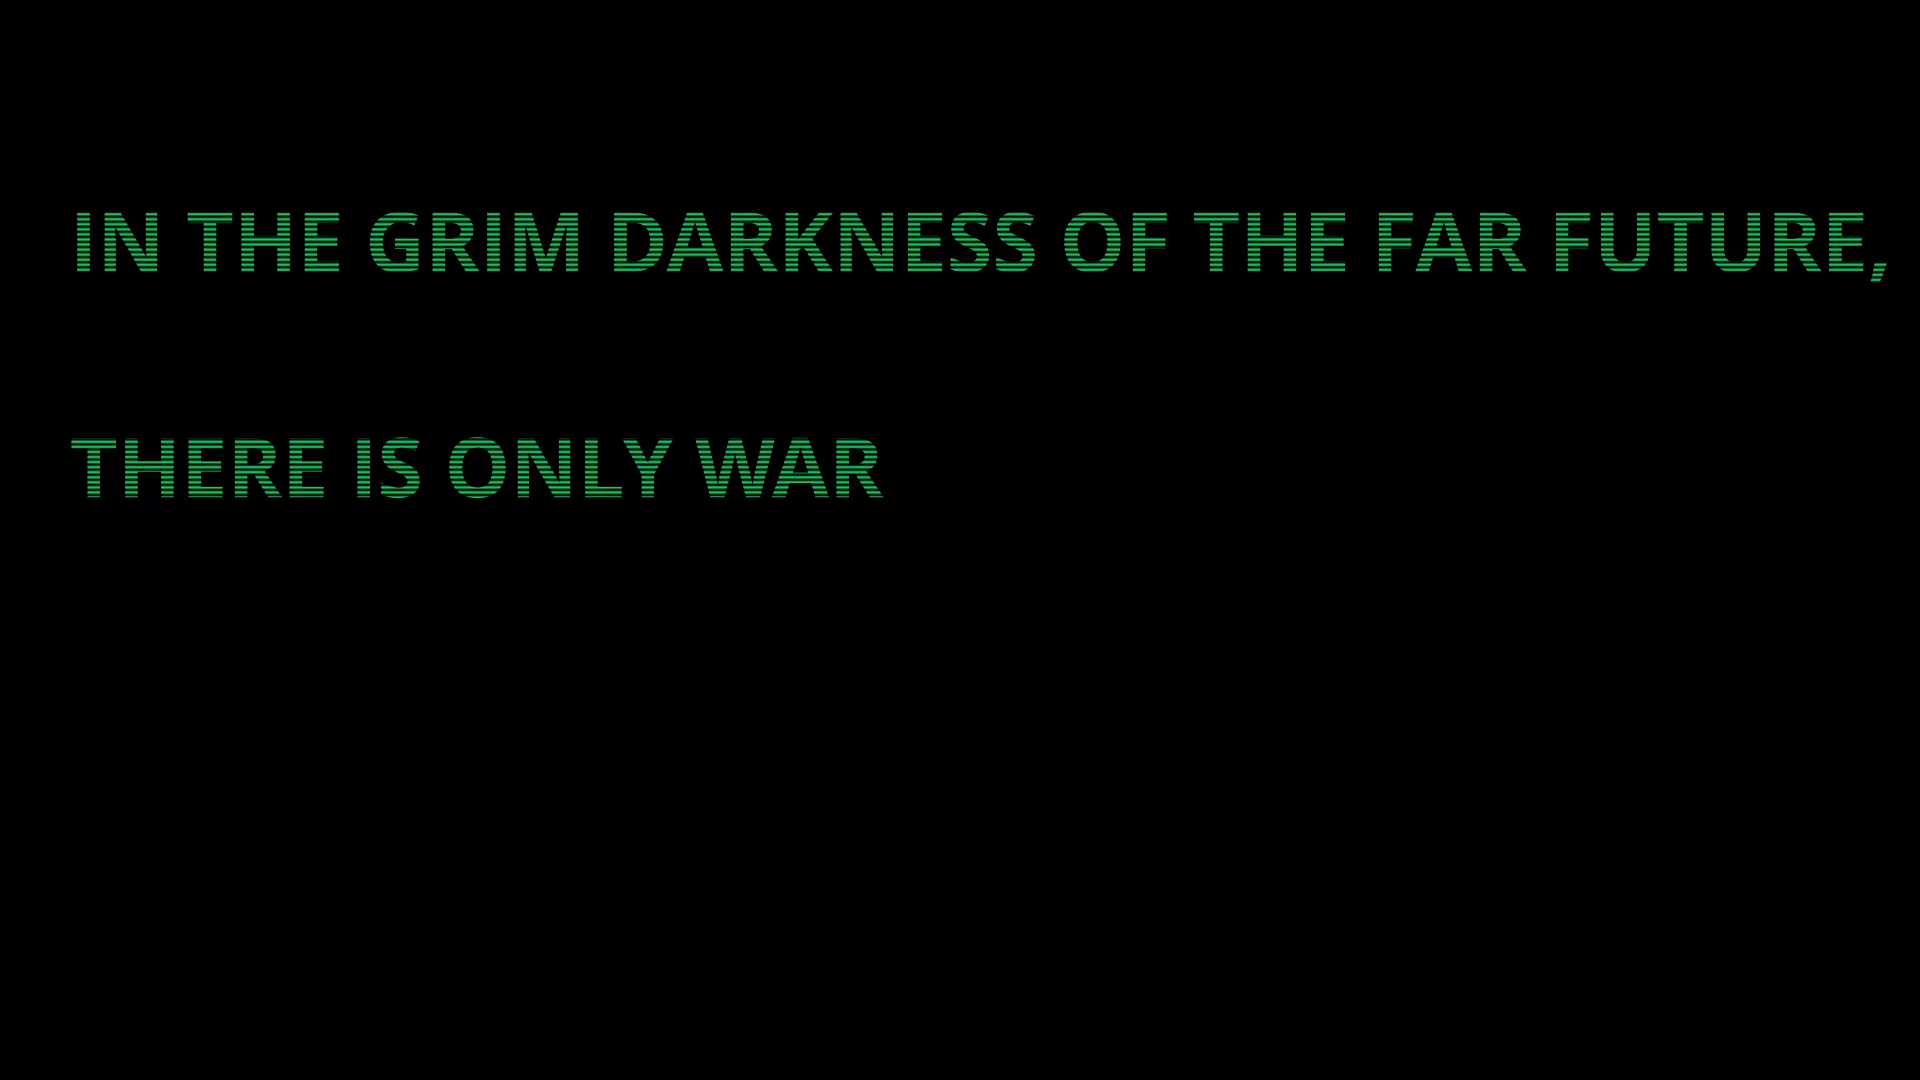 IN THE GRIM DARKNESS OF THE FAR FUTURE,
THERE IS ONLY WAR